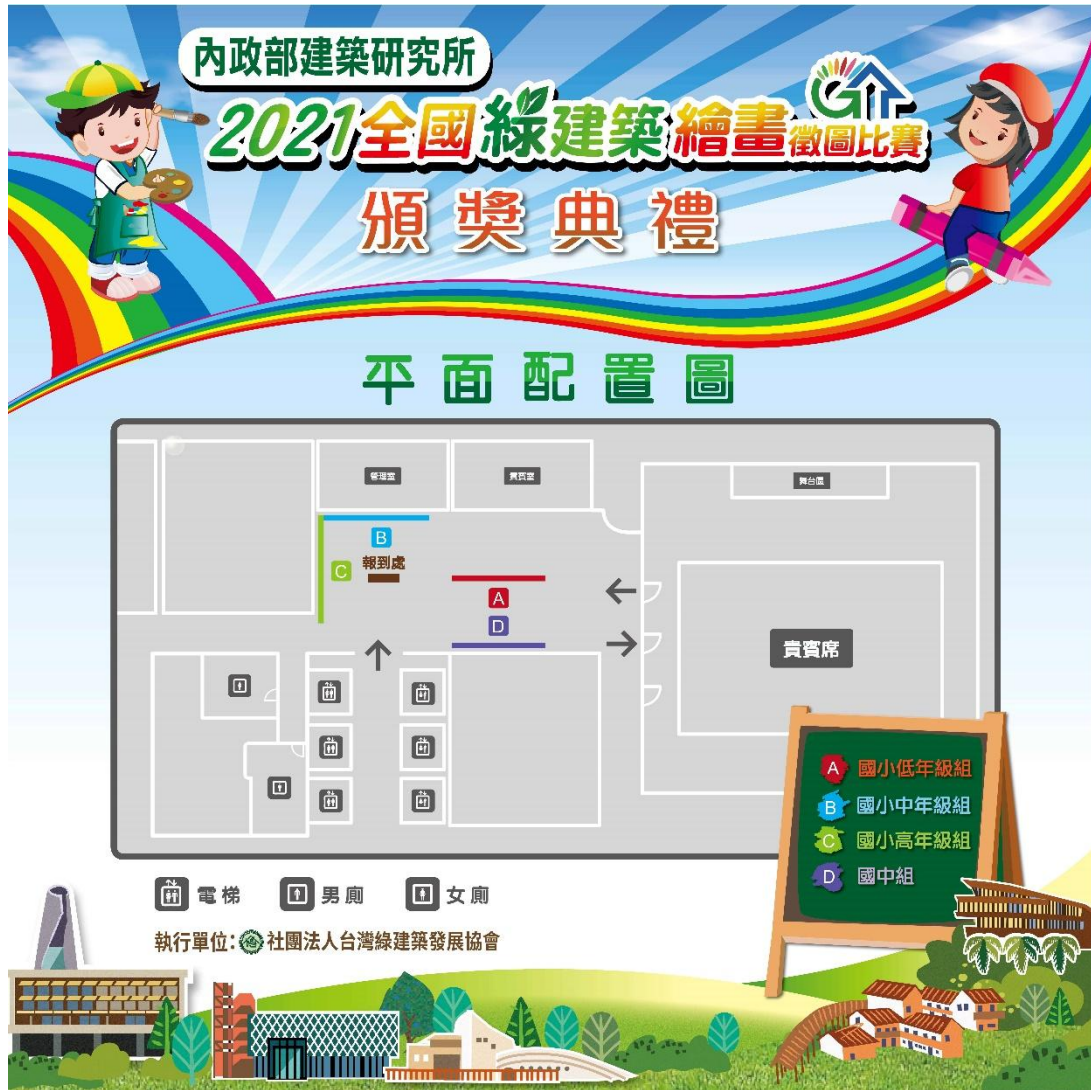 內政部建築研究所
2021全國綠建築繪畫徵圖比賽
頒獎典禮
平面配置圖
管理室
貴賓室
舞台區
B
報到處
C
A
D
貴賓席
A 國小低年級組
B 國小中年級組
C 國小高年級組
D 國中組
電梯 男廁 女廁
執行單位：社團法人台灣綠建築發展協會